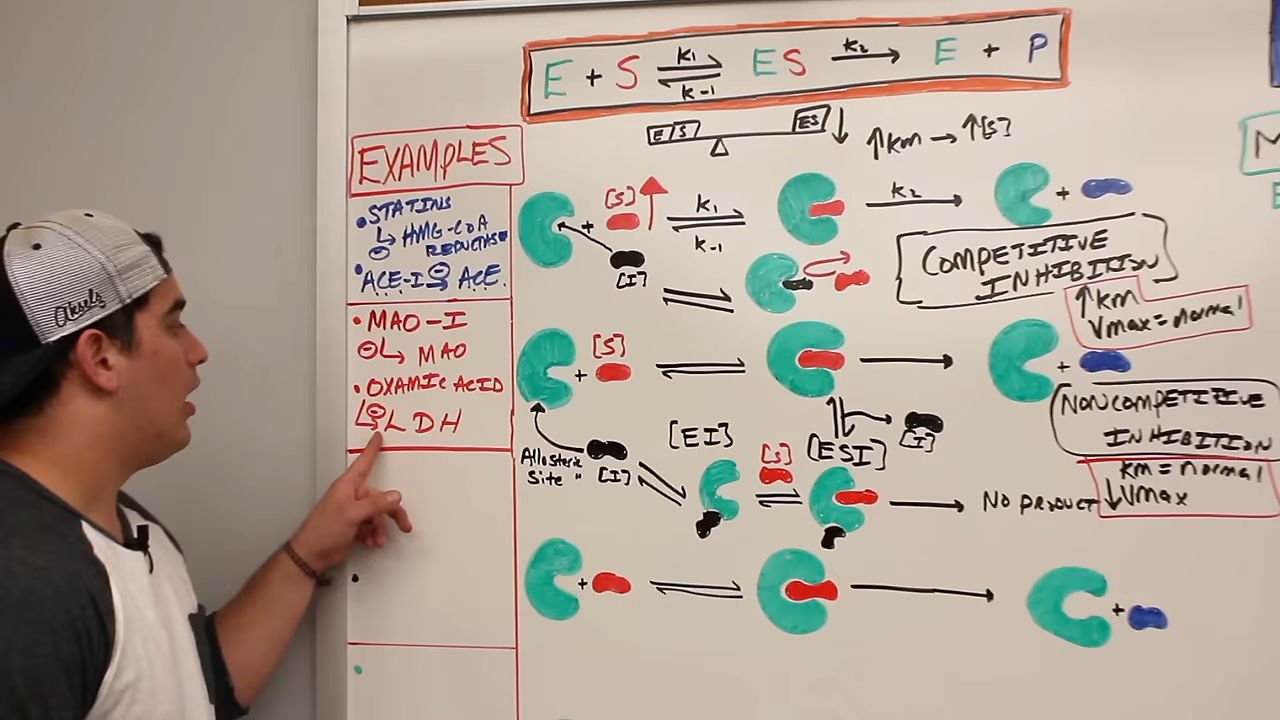 E + S k1 k-1 ES k2 E + P
E S ES ↓ ↑km → ↑[S]
EXAMPLES
• STATINS
↳ HMG-COA
⊖ REDUCTASE
• ACE-I ⊖ ACE
• MAO-I
⊖↳ MAO
• OXAMIC ACID
↳⊖ LDH
+ [S] ↑ k1 k-1 k2 +
[I]
COMPETITIVE
INHIBITION
↑km
Vmax = normal
+ [S] +
NONCOMPETITIVE
INHIBITION
km = normal
↓Vmax
Allosteric
Site " [I]
[EI] [S] [ESI] [I]
No product
+ +
M
E